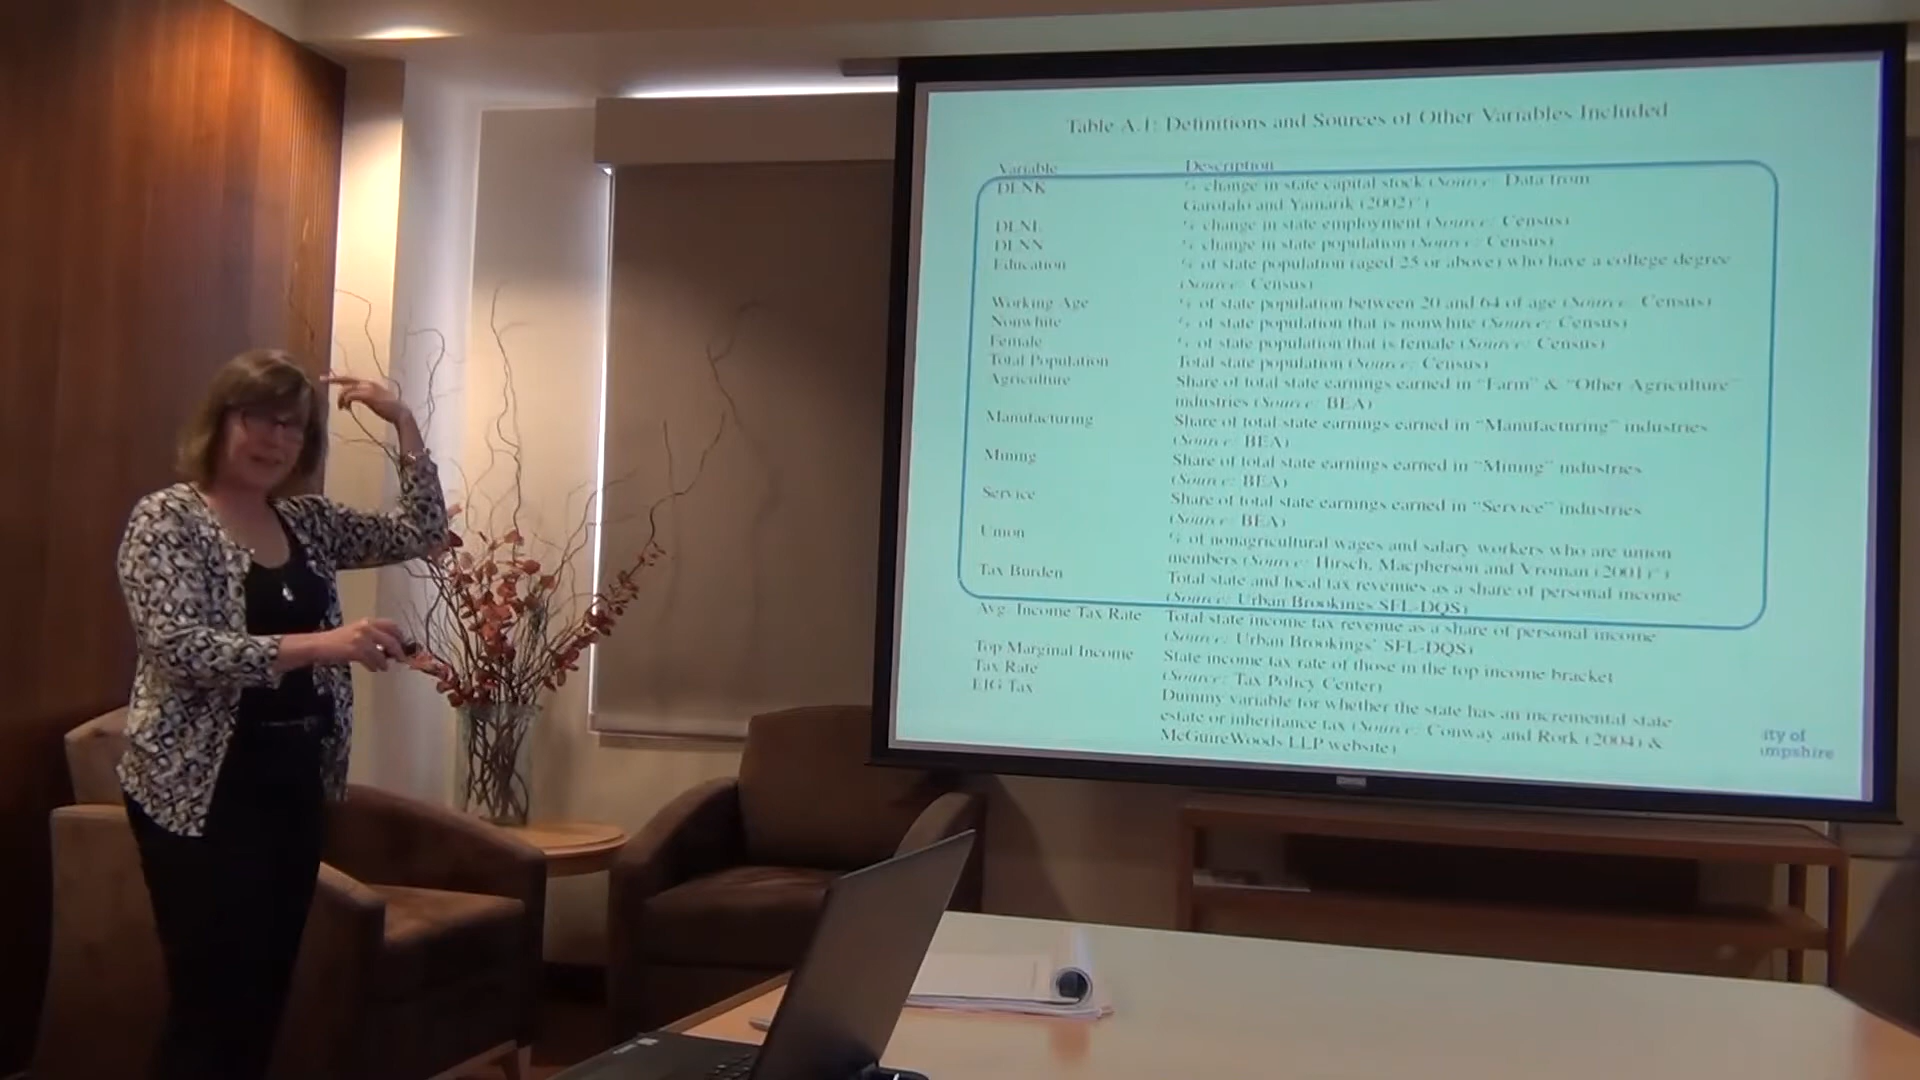 Table A.1: Definitions and Sources of Other Variables Included
Variable Description
DLNK % change in state capital stock (Source: Data from
Garofalo and Yamarik (2002))
DLNL % change in state employment (Source: Census)
DLNN % change in state population (Source: Census)
Education % of state population (aged 25 or above) who have a college degree
(Source: Census)
Working Age % of state population between 20 and 64 of age (Source: Census)
Nonwhite % of state population that is nonwhite (Source: Census)
Female % of state population that is female (Source: Census)
Total Population Total state population (Source: Census)
Agriculture Share of total state earnings earned in "Farm" & "Other Agriculture"
industries (Source: BEA)
Manufacturing Share of total state earnings earned in "Manufacturing" industries
(Source: BEA)
Mining Share of total state earnings earned in "Mining" industries
(Source: BEA)
Service Share of total state earnings earned in "Service" industries
(Source: BEA)
Union % of nonagricultural wages and salary workers who are union
members (Source: Hirsch, Macpherson and Vroman (2001))
Tax Burden Total state and local tax revenues as a share of personal income
(Source: Urban Brookings SFL-DQS)
Avg. Income Tax Rate Total state income tax revenue as a share of personal income
(Source: Urban Brookings' SFL-DQS)
Top Marginal Income State income tax rate of those in the top income bracket
Tax Rate (Source: Tax Policy Center)
EIG Tax Dummy variable for whether the state has an incremental state
estate or inheritance tax (Source: Conway and Rork (2004) &
McGuireWoods LLP website)
ity of
mpshire